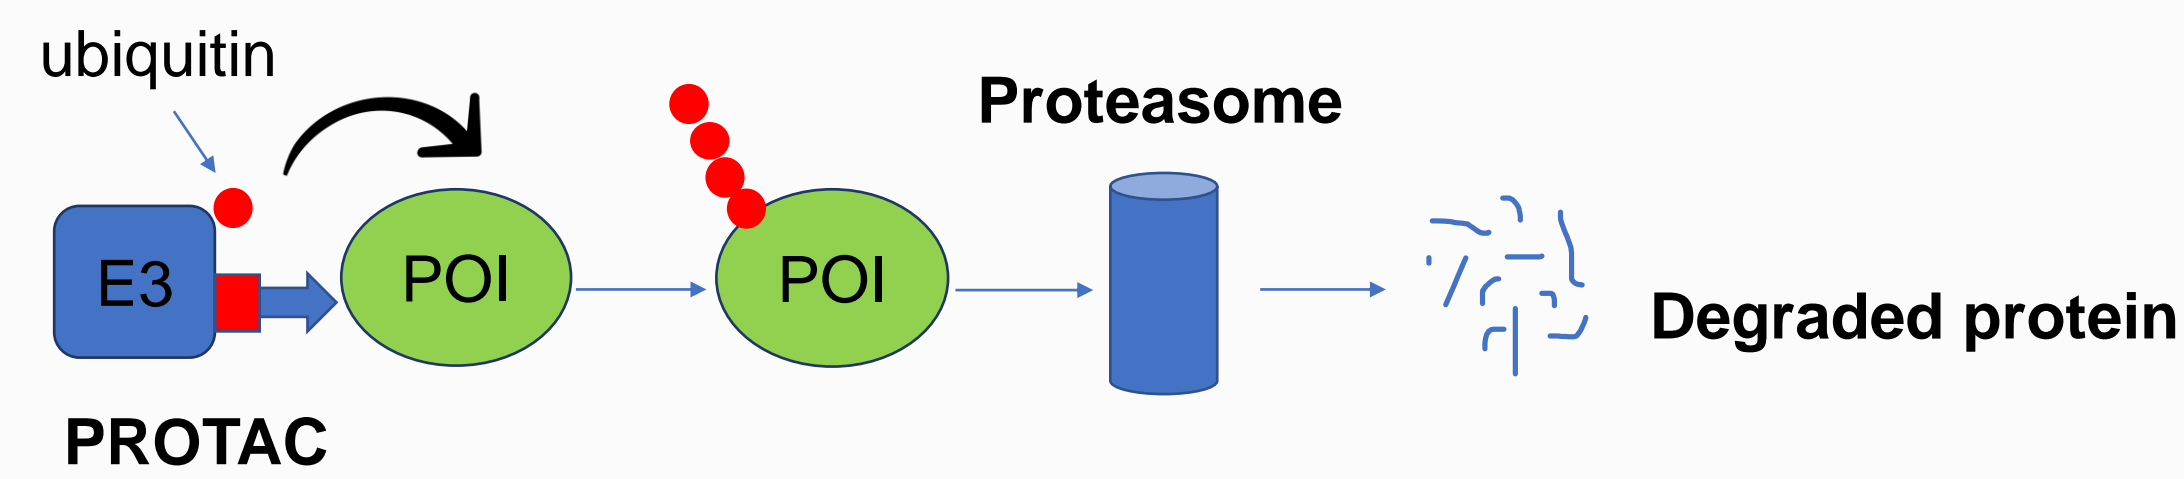 ubiquitin
Proteasome
E3
POI
POI
Degraded protein
PROTAC